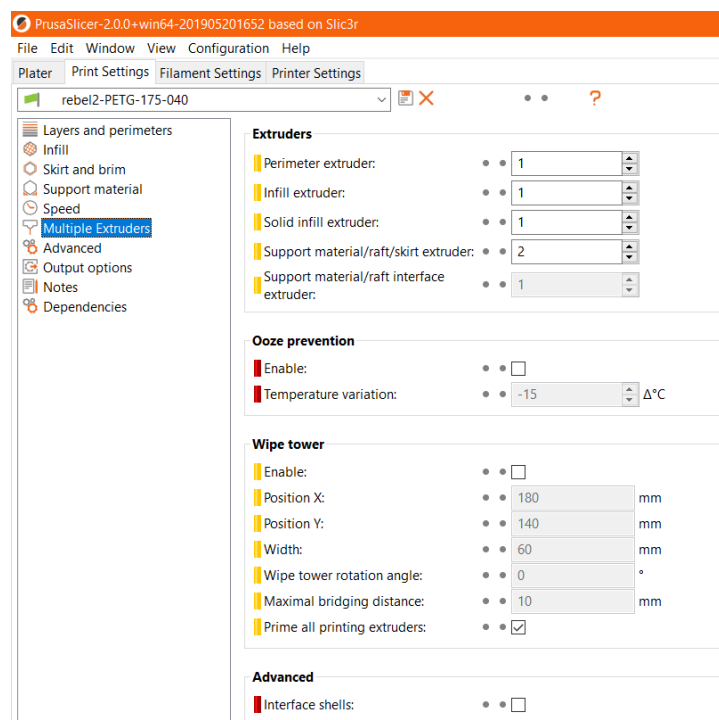 PrusaSlicer-2.0.0+win64-201905201652 based on Slic3r
File Edit Window View Configuration Help
Plater Print Settings Filament Settings Printer Settings
rebel2-PETG-175-040 ?
Layers and perimeters
Infill
Skirt and brim
Support material
Speed
Multiple Extruders
Advanced
Output options
Notes
Dependencies
Extruders
Perimeter extruder: 1
Infill extruder: 1
Solid infill extruder: 1
Support material/raft/skirt extruder: 2
Support material/raft interface
extruder: 1
Ooze prevention
Enable:
Temperature variation: -15 Δ°C
Wipe tower
Enable:
Position X: 180 mm
Position Y: 140 mm
Width: 60 mm
Wipe tower rotation angle: 0 °
Maximal bridging distance: 10 mm
Prime all printing extruders:
Advanced
Interface shells: